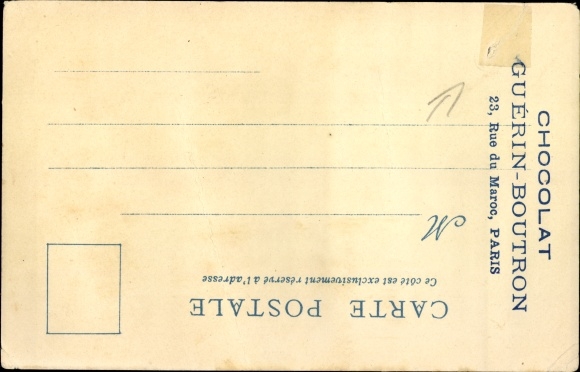 CARTE POSTALE
Ce côté est exclusivement réservé à l'adresse
M
CHOCOLAT
GUÉRIN-BOUTRON
23, Rue du Maroc, PARIS